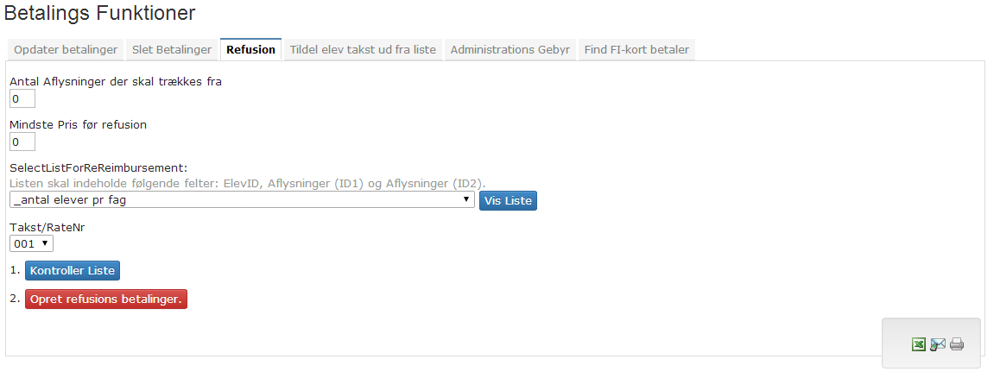 Betalings Funktioner
Opdater betalinger Slet Betalinger Refusion Tildel elev takst ud fra liste Administrations Gebyr Find FI-kort betaler
Antal Aflysninger der skal trækkes fra
0
Mindste Pris før refusion
0
SelectListForReReimbursement:
Listen skal indeholde følgende felter: ElevID, Aflysninger (ID1) og Aflysninger (ID2).
_antal elever pr fag Vis Liste
Takst/RateNr
001
1. Kontroller Liste
2. Opret refusions betalinger.